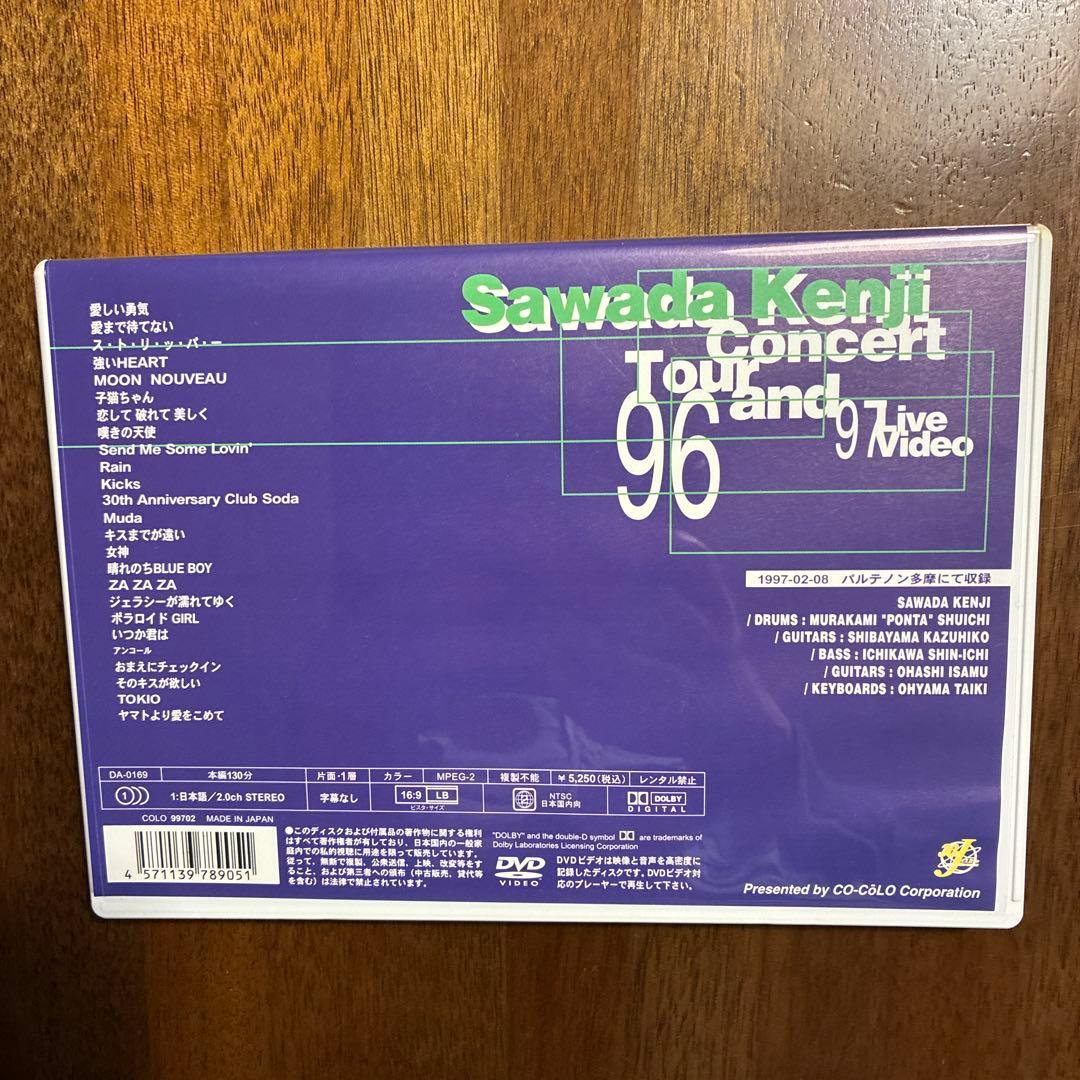 愛しい勇気
愛まで待てない
ス・ト・リ・ッ・パ・ー
強いHEART
MOON NOUVEAU
子猫ちゃん
恋して 破れて 美しく
嘆きの天使
Send Me Some Lovin'
Rain
Kicks
30th Anniversary Club Soda
Muda
キスまでが遠い
女神
晴れのちBLUE BOY
ZA ZA ZA
ジェラシーが濡れてゆく
ポラロイド GIRL
いつか君は
アンコール
おまえにチェックイン
そのキスが欲しい
TOKIO
ヤマトより愛をこめて
Sawada Kenji
Concert
Tour
and
96
97
Live
Video
1997-02-08 パルテノン多摩にて収録
SAWADA KENJI
/ DRUMS : MURAKAMI "PONTA" SHUICHI
/ GUITARS : SHIBAYAMA KAZUHIKO
/ BASS : ICHIKAWA SHIN-ICHI
/ GUITARS : OHASHI ISAMU
/ KEYBOARDS : OHYAMA TAIKI
DA-0169 本編130分 片面・1層 カラー MPEG-2 複製不能 ¥5,250(税込) レンタル禁止
1 1:日本語/2.0ch STEREO 字幕なし 16:9 LB ビスタ・サイズ 2 NTSC 日本国内向 DOLBY DIGITAL
COLO 99702 MADE IN JAPAN
4 571139 789051
●このディスクおよび付属品の著作物に関する権利
はすべて著作権者が有しており、日本国内の一般家
庭内での私的視聴に用途を限って販売しています。
従って、無断で複製、公衆送信、上映、改変等をす
ること、および第三者への頒布(中古販売、貸代等
を含む)は法律で禁止されています。
"DOLBY" and the double-D symbol are trademarks of
Dolby Laboratories Licensing Corporation
DVD
VIDEO
DVDビデオは映像と音声を高密度に
記録したディスクです。DVDビデオ対
応のプレーヤーで再生して下さい。
Presented by CO-CōLO Corporation